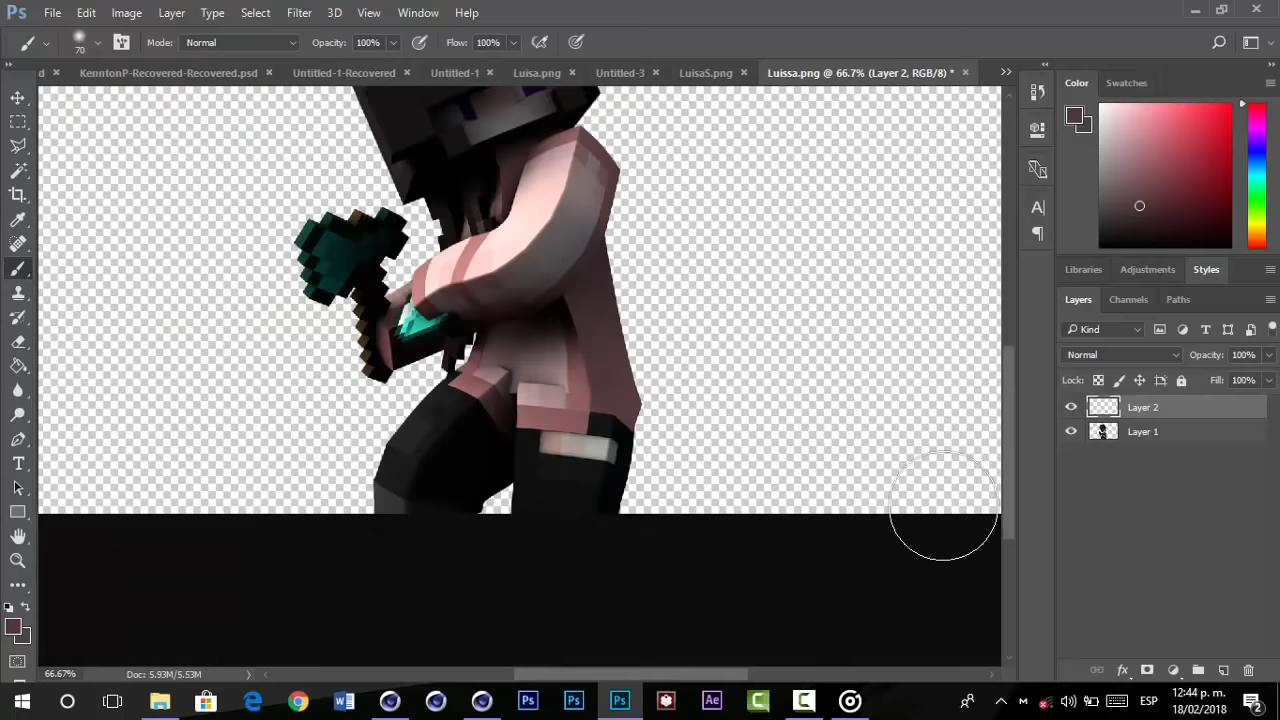 Ps File Edit Image Layer Type Select Filter 3D View Window Help
70 Mode: Normal Opacity: 100% Flow: 100%
d KenntonP-Recovered-Recovered.psd Untitled-1-Recovered Untitled-1 Luisa.png Untitled-3 LuisaS.png Luissa.png @ 66.7% (Layer 2, RGB/8) *
Color Swatches
Libraries Adjustments Styles
Layers Channels Paths
Kind
Normal Opacity: 100%
Lock: Fill: 100%
Layer 2
Layer 1
66.67% Doc: 5.93M/5.53M
ESP 12:44 p. m.
18/02/2018
2